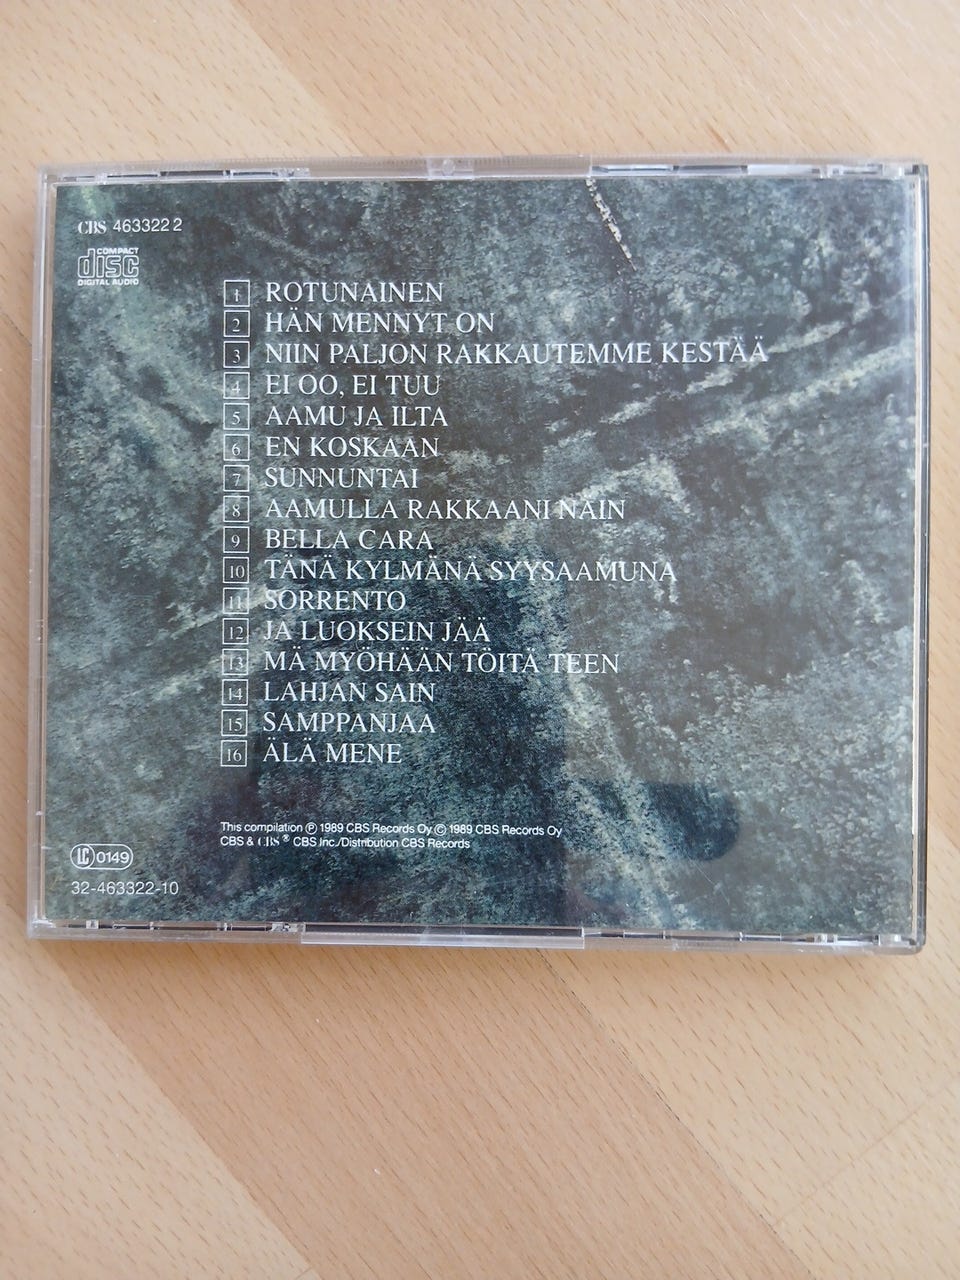 CBS 463322 2
COMPACT
disc
DIGITAL AUDIO
1 ROTUNAINEN
2 HÄN MENNYT ON
3 NIIN PALJON RAKKAUTEMME KESTÄÄ
4 EI OO, EI TUU
5 AAMU JA ILTA
6 EN KOSKAAN
7 SUNNUNTAI
8 AAMULLA RAKKAANI NÄIN
9 BELLA CARA
10 TÄNÄ KYLMÄNÄ SYYSAAMUNA
11 SORRENTO
12 JA LUOKSEIN JÄÄ
13 MÄ MYÖHÄÄN TÖITÄ TEEN
14 LAHJAN SAIN
15 SAMPPANJAA
16 ÄLÄ MENE
This compilation ℗ 1989 CBS Records Oy © 1989 CBS Records Oy
CBS & CBS ® CBS Inc./Distribution CBS Records
LC 0149
32-463322-10